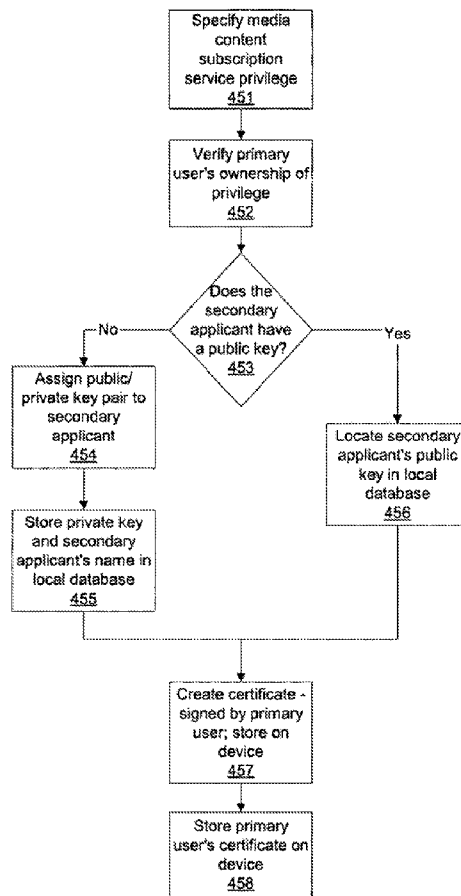 Specify media
content
subscription
service privilege
451
Verify primary
user's ownership of
privilege
452
Does the
secondary
applicant have
a public key?
453
No
Yes
Assign public/
private key pair to
secondary
applicant
454
Locate secondary
applicant's public
key in local
database
456
Store private key
and secondary
applicant's name in
local database
455
Create certificate -
signed by primary
user; store on
device
457
Store primary
user's certificate on
device
458